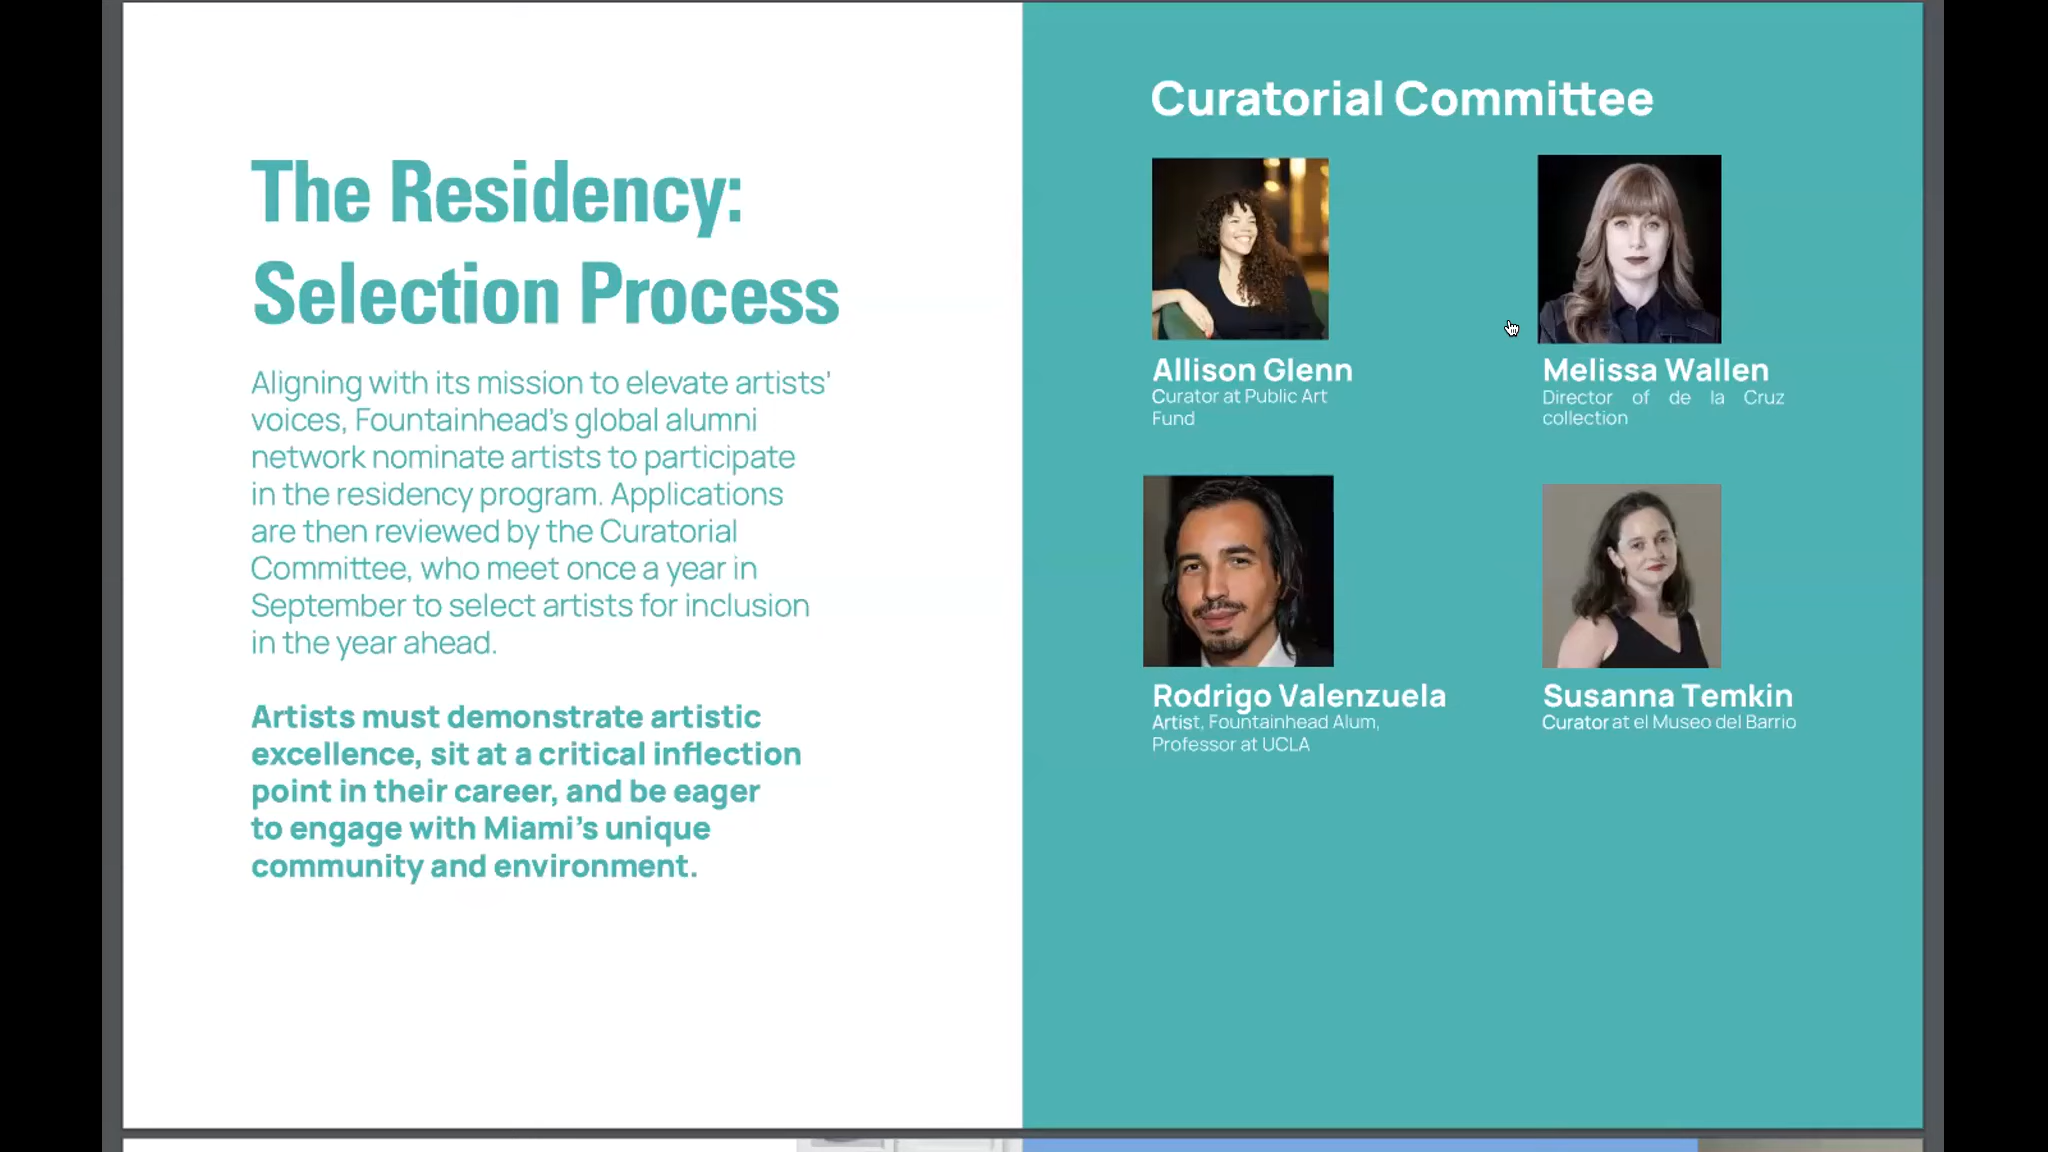 The Residency:
Selection Process
Aligning with its mission to elevate artists’
voices, Fountainhead’s global alumni
network nominate artists to participate
in the residency program. Applications
are then reviewed by the Curatorial
Committee, who meet once a year in
September to select artists for inclusion
in the year ahead.
Artists must demonstrate artistic
excellence, sit at a critical inflection
point in their career, and be eager
to engage with Miami’s unique
community and environment.
Curatorial Committee
Allison Glenn
Curator at Public Art
Fund
Melissa Wallen
Director of de la Cruz
collection
Rodrigo Valenzuela
Artist, Fountainhead Alum,
Professor at UCLA
Susanna Temkin
Curator at el Museo del Barrio